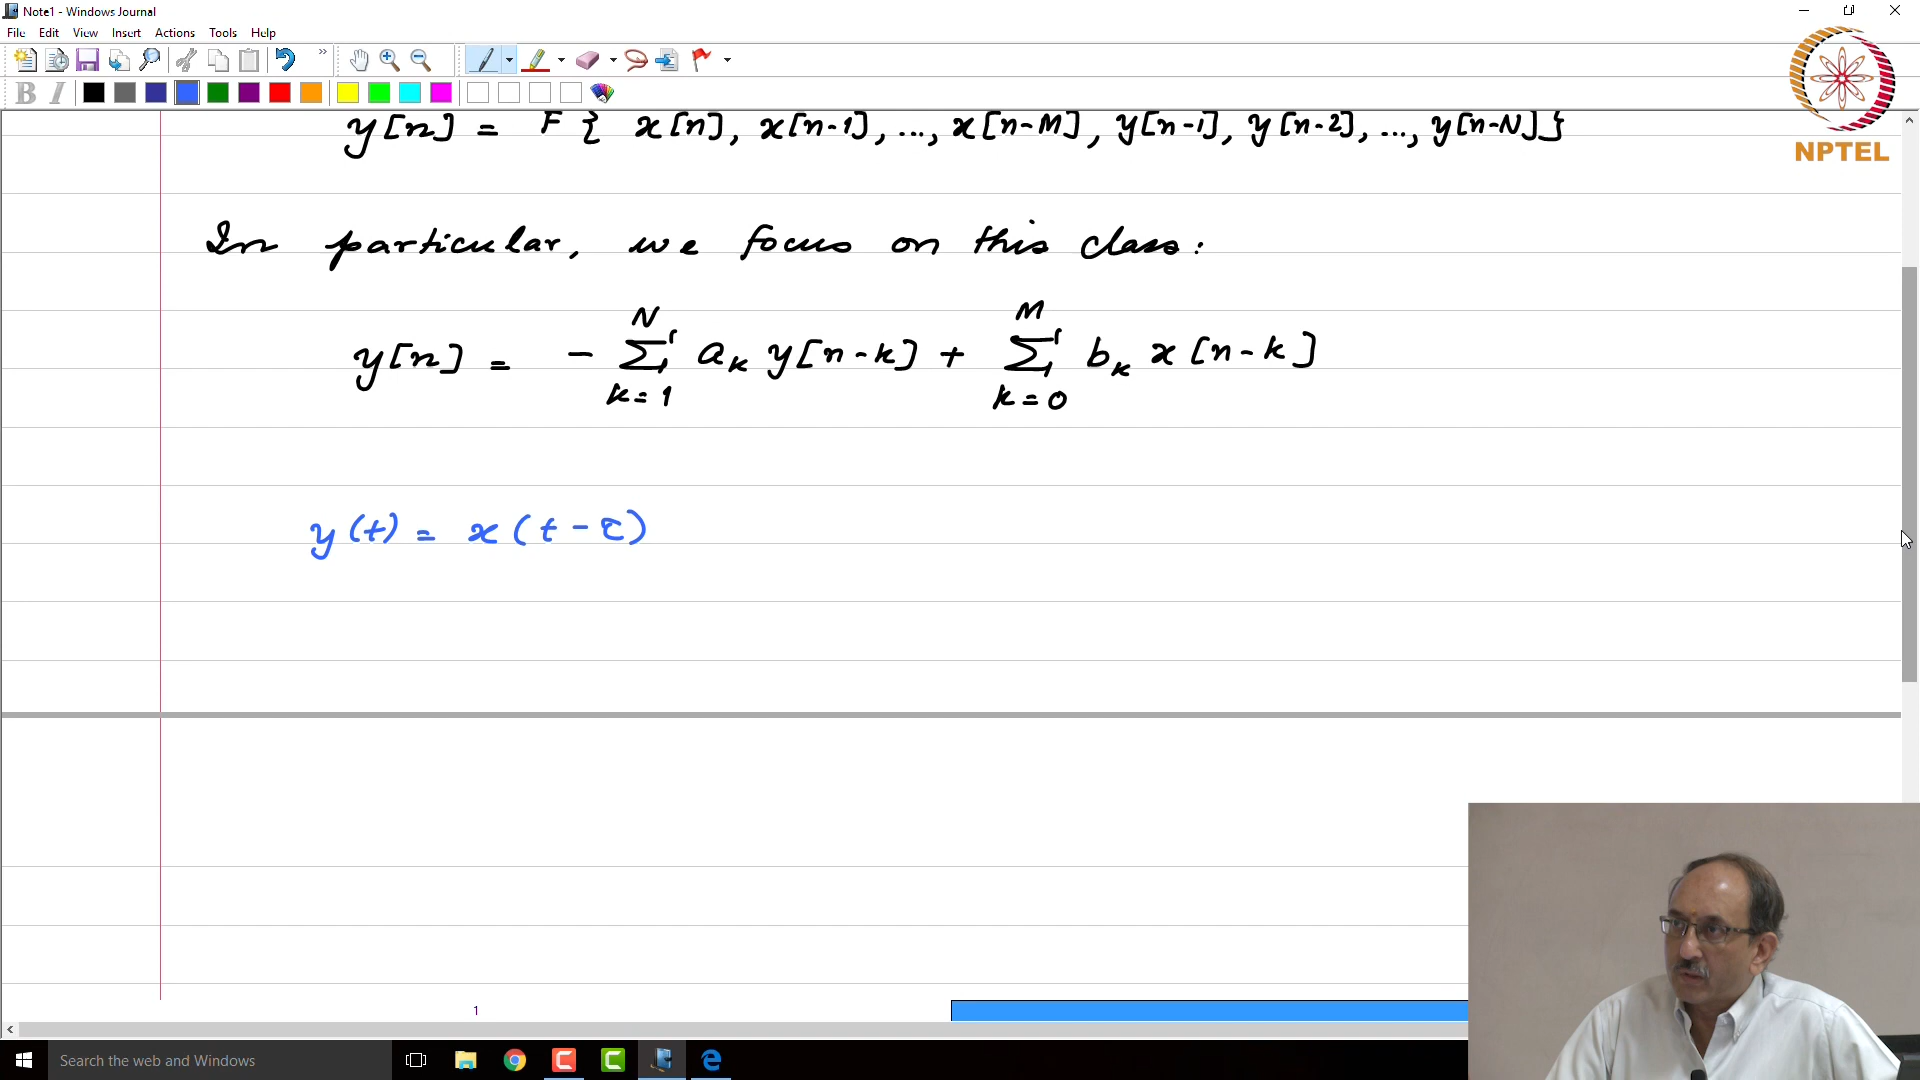 Note1 - Windows Journal
File Edit View Insert Actions Tools Help
B I
NPTEL
y[n] = F { x[n], x[n-1], ..., x[n-M], y[n-1], y[n-2], ..., y[n-N] }
In particular, we focus on this class:
y[n] = - Σ_{k=1}^{N} a_k y[n-k] + Σ_{k=0}^{M} b_k x[n-k]
y(t) = x(t-τ)
1
Search the web and Windows